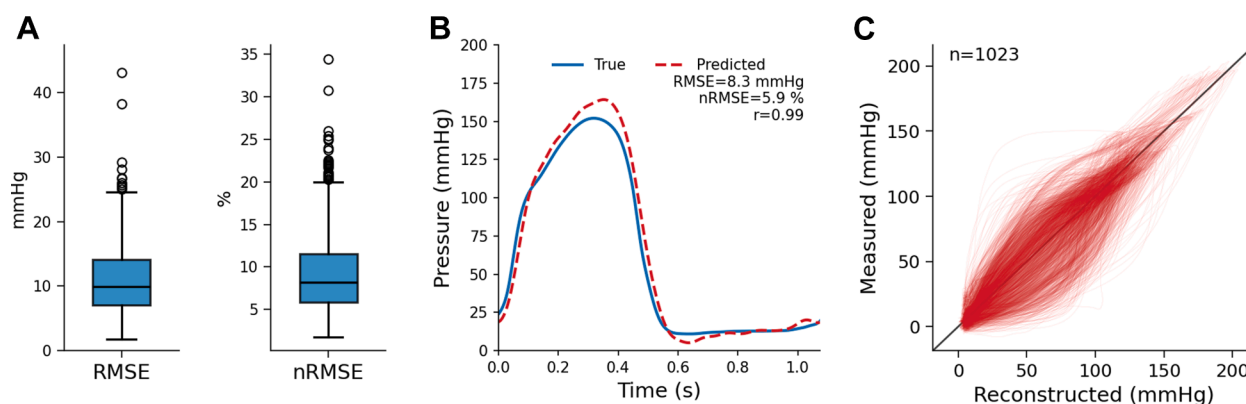 A
mmHg
40
30
20
10
0
RMSE
%
35
30
25
20
15
10
5
nRMSE
B
Pressure (mmHg)
200
175
150
125
100
75
50
25
0
True
Predicted
RMSE=8.3 mmHg
nRMSE=5.9 %
r=0.99
0.0 0.2 0.4 0.6 0.8 1.0
Time (s)
C
n=1023
Measured (mmHg)
200
150
100
50
0
0 50 100 150 200
Reconstructed (mmHg)